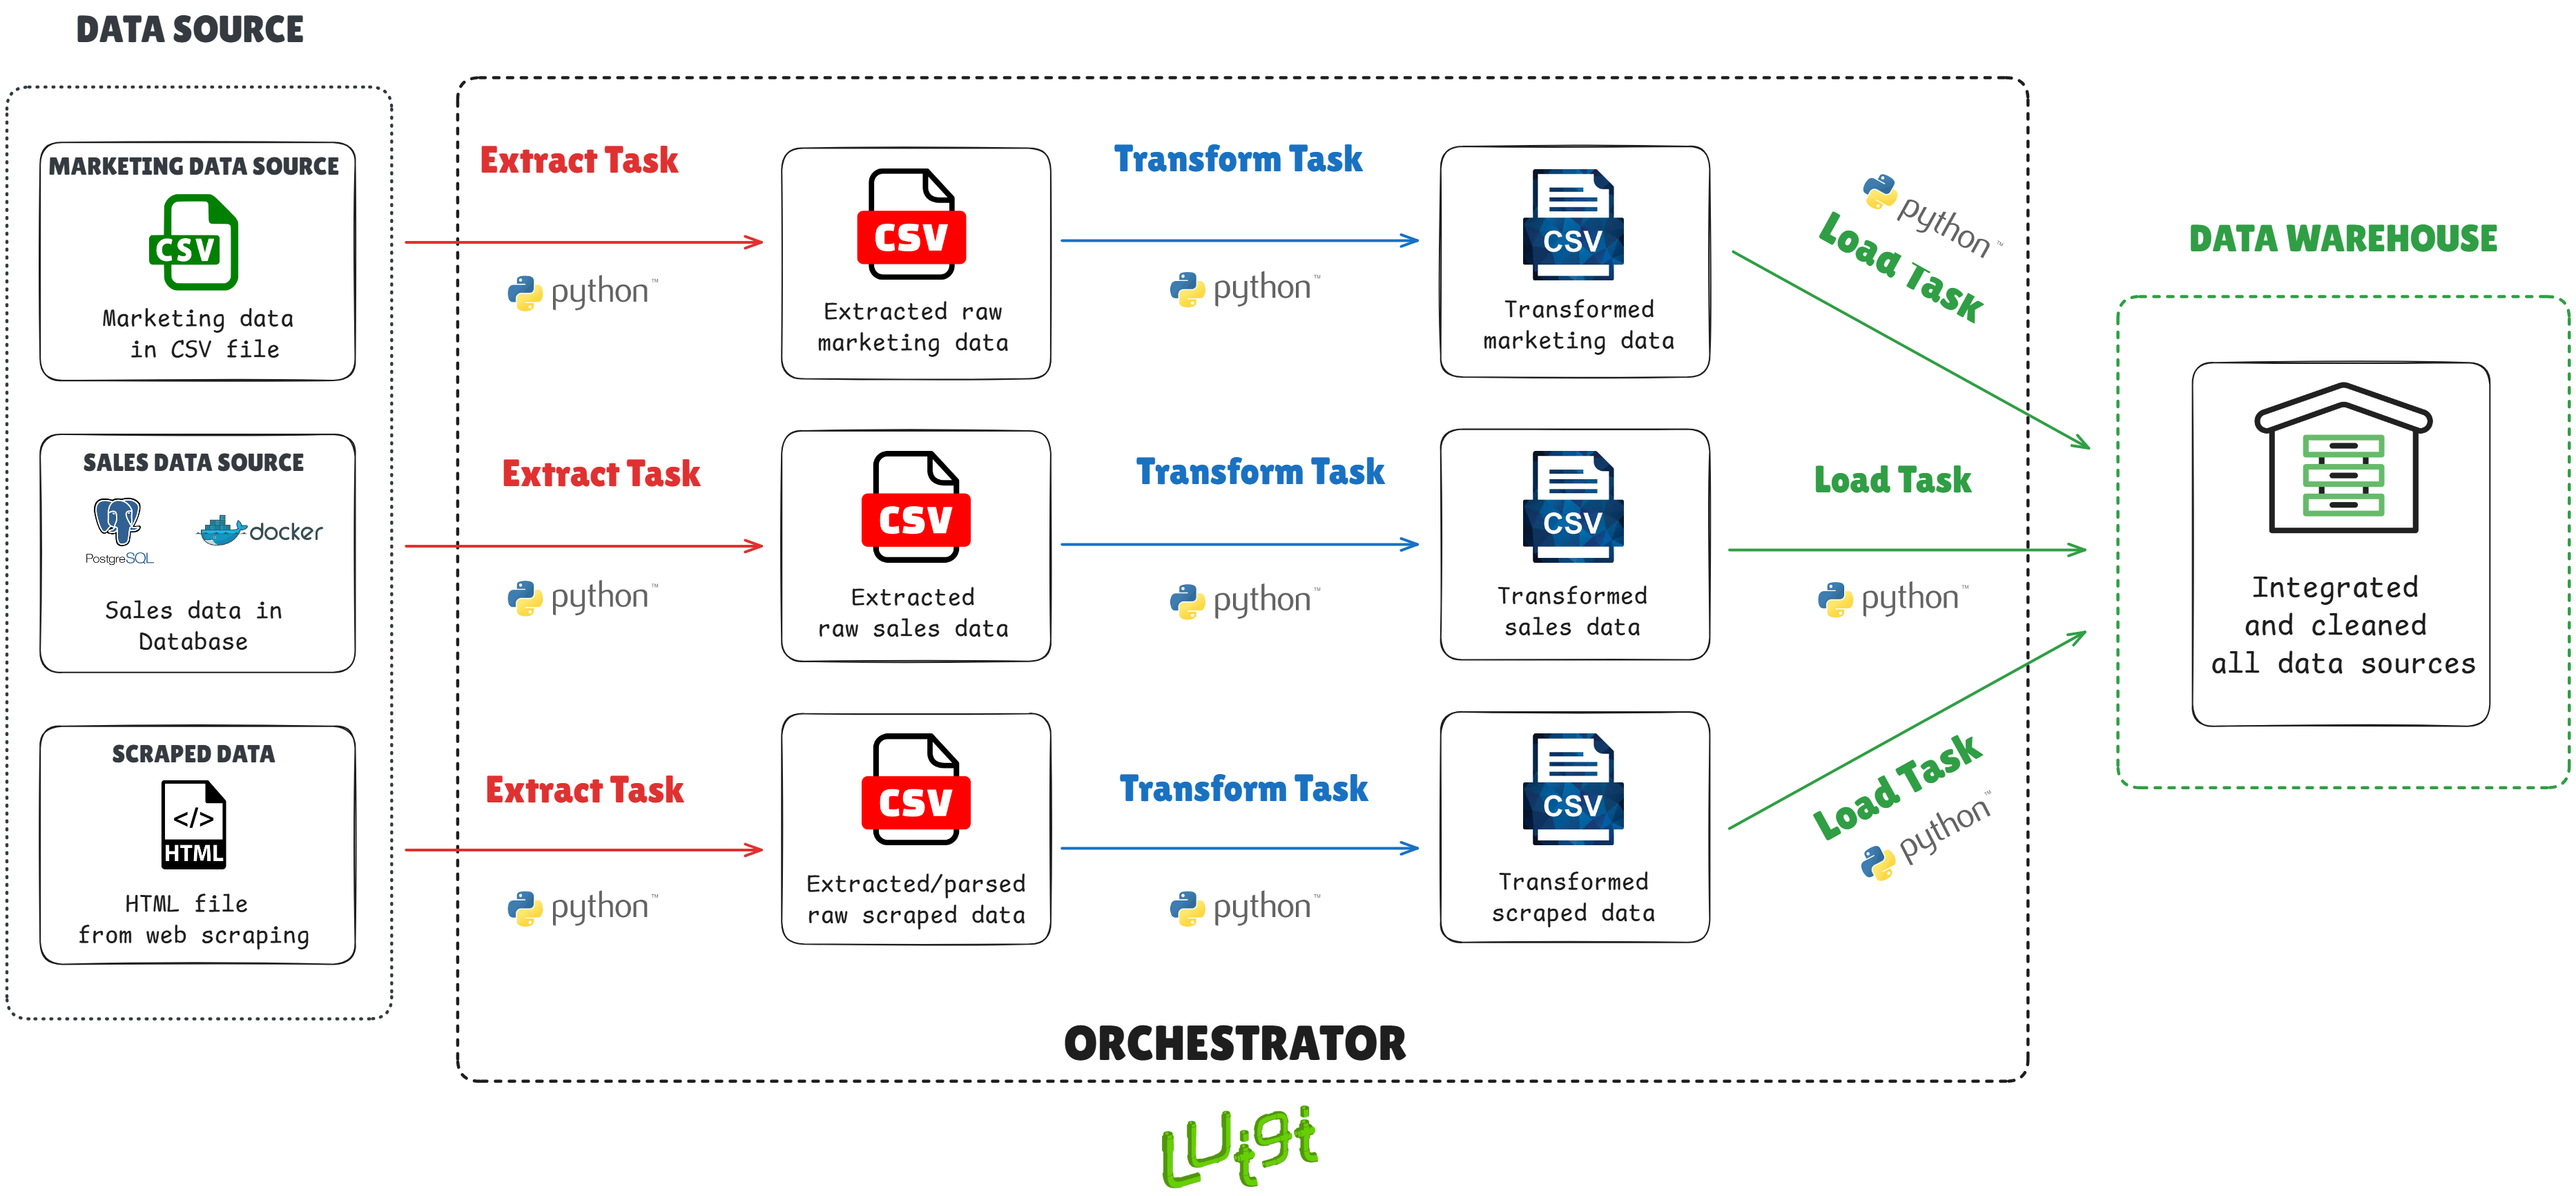 DATA SOURCE
MARKETING DATA SOURCE
CSV
Marketing data
in CSV file
SALES DATA SOURCE
PostgreSQL
docker
Sales data in
Database
SCRAPED DATA
</>
HTML
HTML file
from web scraping
Extract Task
python™
CSV
Extracted raw
marketing data
Transform Task
python™
CSV
Transformed
marketing data
python™
Load Task
Extract Task
python™
CSV
Extracted
raw sales data
Transform Task
python™
CSV
Transformed
sales data
Load Task
python™
Extract Task
python™
CSV
Extracted/parsed
raw scraped data
Transform Task
python™
CSV
Transformed
scraped data
Load Task
python™
ORCHESTRATOR
Luigi
DATA WAREHOUSE
Integrated
and cleaned
all data sources